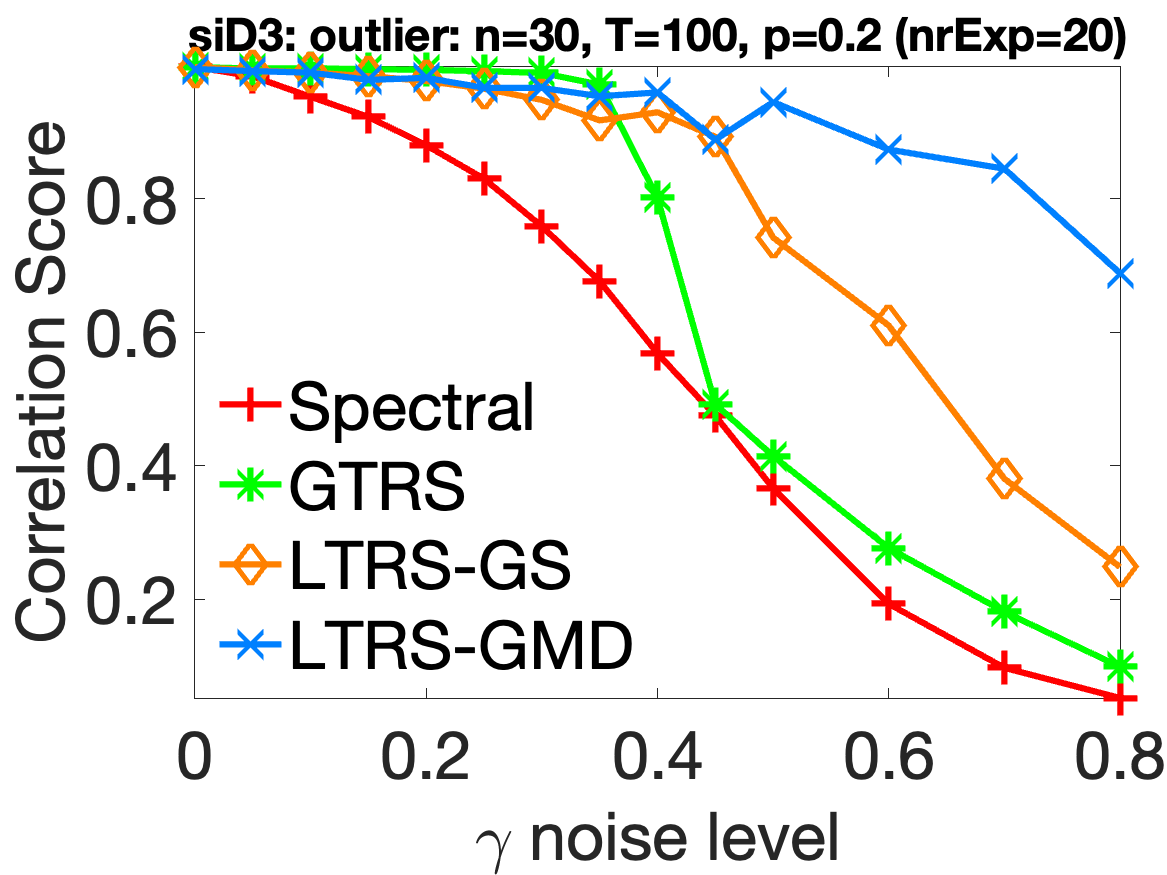 siD3: outlier: n=30, T=100, p=0.2 (nrExp=20)
Correlation Score
0.8
0.6
0.4
0.2
Spectral
GTRS
LTRS-GS
LTRS-GMD
0 0.2 0.4 0.6 0.8
γ noise level